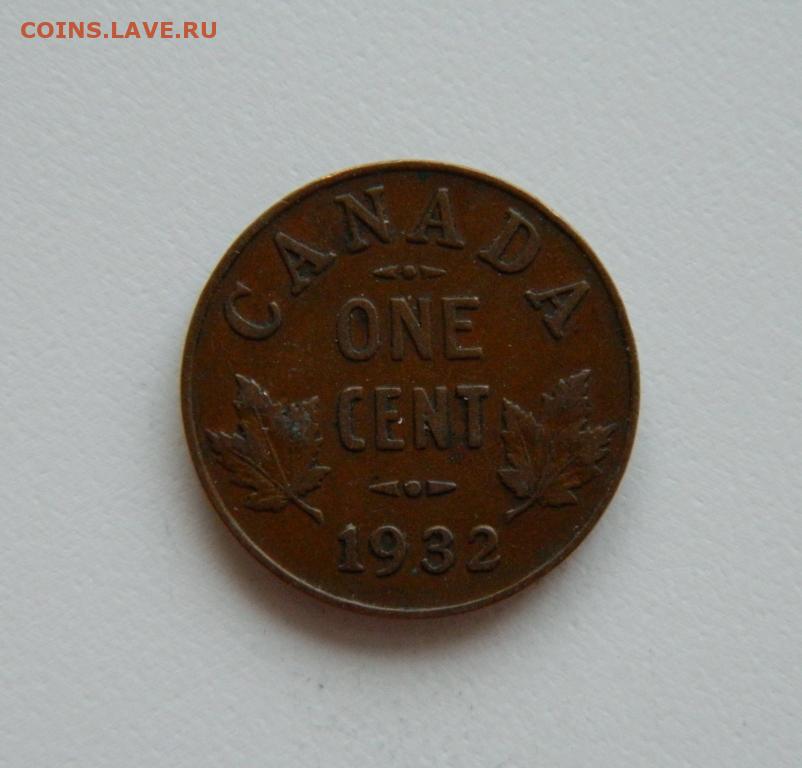 COINS.LAVE.RU
CANADA
ONE
CENT
1932